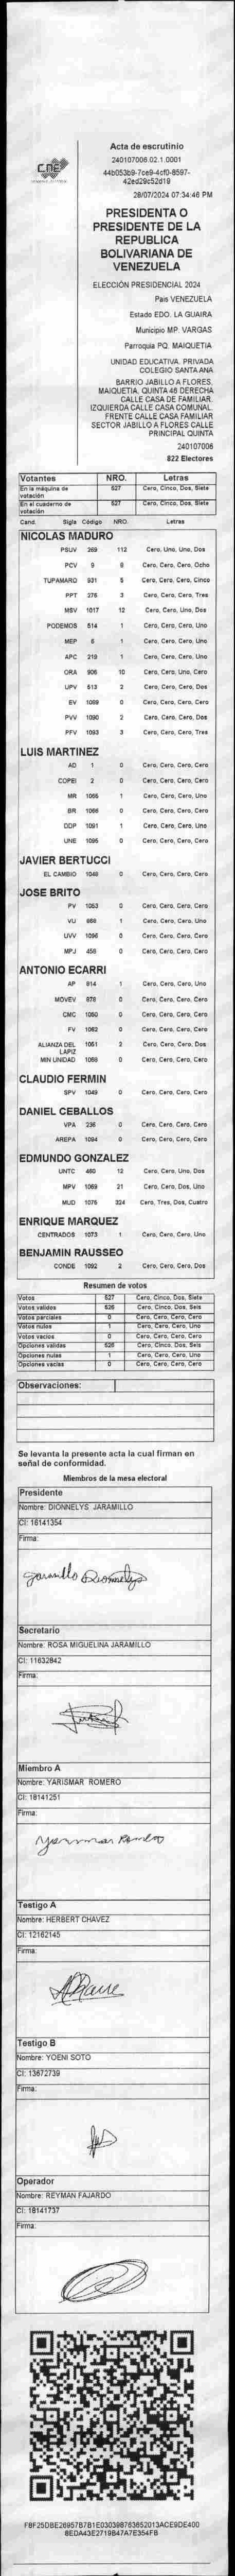 CNE
Acta de escrutinio
240107006.02.1.0001
44b053b9-7ce9-4cf0-8597-
42ed29c52d19
28/07/2024 07:34:46 PM
PRESIDENTA O
PRESIDENTE DE LA
REPUBLICA
BOLIVARIANA DE
VENEZUELA
ELECCIÓN PRESIDENCIAL 2024
Pais VENEZUELA
Estado EDO. LA GUAIRA
Municipio MP. VARGAS
Parroquia PQ. MAIQUETIA
UNIDAD EDUCATIVA. PRIVADA
COLEGIO SANTA ANA
BARRIO JABILLO A FLORES.
MAIQUETIA. QUINTA 46 DERECHA
CALLE CASA DE FAMILIAR.
IZQUIERDA CALLE CASA COMUNAL.
FRENTE CALLE CASA FAMILIAR
SECTOR JABILLO A FLORES CALLE
PRINCIPAL QUINTA
240107006
822 Electores
Votantes NRO. Letras
En la máquina de votación 527 Cero, Cinco, Dos, Siete
En el cuaderno de votación 527 Cero, Cinco, Dos, Siete
Cand. Sigla Código NRO. Letras
NICOLAS MADURO
PSUV 269 112 Cero, Uno, Uno, Dos
PCV 9 8 Cero, Cero, Cero, Ocho
TUPAMARO 931 5 Cero, Cero, Cero, Cinco
PPT 276 3 Cero, Cero, Cero, Tres
MSV 1017 12 Cero, Cero, Uno, Dos
PODEMOS 514 1 Cero, Cero, Cero, Uno
MEP 6 1 Cero, Cero, Cero, Uno
APC 219 1 Cero, Cero, Cero, Uno
ORA 906 10 Cero, Cero, Uno, Cero
UPV 513 2 Cero, Cero, Cero, Dos
EV 1089 0 Cero, Cero, Cero, Cero
PVV 1090 2 Cero, Cero, Cero, Dos
PFV 1093 3 Cero, Cero, Cero, Tres
LUIS MARTINEZ
AD 1 0 Cero, Cero, Cero, Cero
COPEI 2 0 Cero, Cero, Cero, Cero
MR 1065 1 Cero, Cero, Cero, Uno
BR 1066 0 Cero, Cero, Cero, Cero
DDP 1091 1 Cero, Cero, Cero, Uno
UNE 1095 0 Cero, Cero, Cero, Cero
JAVIER BERTUCCI
EL CAMBIO 1048 0 Cero, Cero, Cero, Cero
JOSE BRITO
PV 1053 0 Cero, Cero, Cero, Cero
VU 868 1 Cero, Cero, Cero, Uno
UVV 1096 0 Cero, Cero, Cero, Cero
MPJ 458 0 Cero, Cero, Cero, Cero
ANTONIO ECARRI
AP 814 1 Cero, Cero, Cero, Uno
MOVEV 878 0 Cero, Cero, Cero, Cero
CMC 1060 0 Cero, Cero, Cero, Cero
FV 1062 0 Cero, Cero, Cero, Cero
ALIANZA DEL LAPIZ 1051 2 Cero, Cero, Cero, Dos
MIN UNIDAD 1058 0 Cero, Cero, Cero, Cero
CLAUDIO FERMIN
SPV 1049 0 Cero, Cero, Cero, Cero
DANIEL CEBALLOS
VPA 236 0 Cero, Cero, Cero, Cero
AREPA 1094 0 Cero, Cero, Cero, Cero
EDMUNDO GONZALEZ
UNTC 460 12 Cero, Cero, Uno, Dos
MPV 1069 21 Cero, Cero, Dos, Uno
MUD 1076 324 Cero, Tres, Dos, Cuatro
ENRIQUE MARQUEZ
CENTRADOS 1073 1 Cero, Cero, Cero, Uno
BENJAMIN RAUSSEO
CONDE 1092 2 Cero, Cero, Cero, Dos
Resumen de votos
Votos 527 Cero, Cinco, Dos, Siete
Votos validos 526 Cero, Cinco, Dos, Seis
Votos parciales 0 Cero, Cero, Cero, Cero
Votos nulos 1 Cero, Cero, Cero, Uno
Votos vacios 0 Cero, Cero, Cero, Cero
Opciones validas 526 Cero, Cinco, Dos, Seis
Opciones nulas 1 Cero, Cero, Cero, Uno
Opciones vacias 0 Cero, Cero, Cero, Cero
Observaciones:
Se levanta la presente acta la cual firman en
señal de conformidad.
Miembros de la mesa electoral
Presidente
Nombre: DIONNELYS JARAMILLO
CI: 16141354
Firma:
Jaramillo Dionnelys
Secretario
Nombre: ROSA MIGUELINA JARAMILLO
CI: 11632842
Firma:
Miembro A
Nombre: YARISMAR ROMERO
CI: 18141251
Firma:
Yarismar Romero
Testigo A
Nombre: HERBERT CHAVEZ
CI: 12162145
Firma:
Testigo B
Nombre: YOENI SOTO
CI: 13672739
Firma:
Operador
Nombre: REYMAN FAJARDO
CI: 18141737
Firma:
F8F25DBE26957B7B1E030398763652013ACE9DE400
8EDA43E2719B47A7E354FB